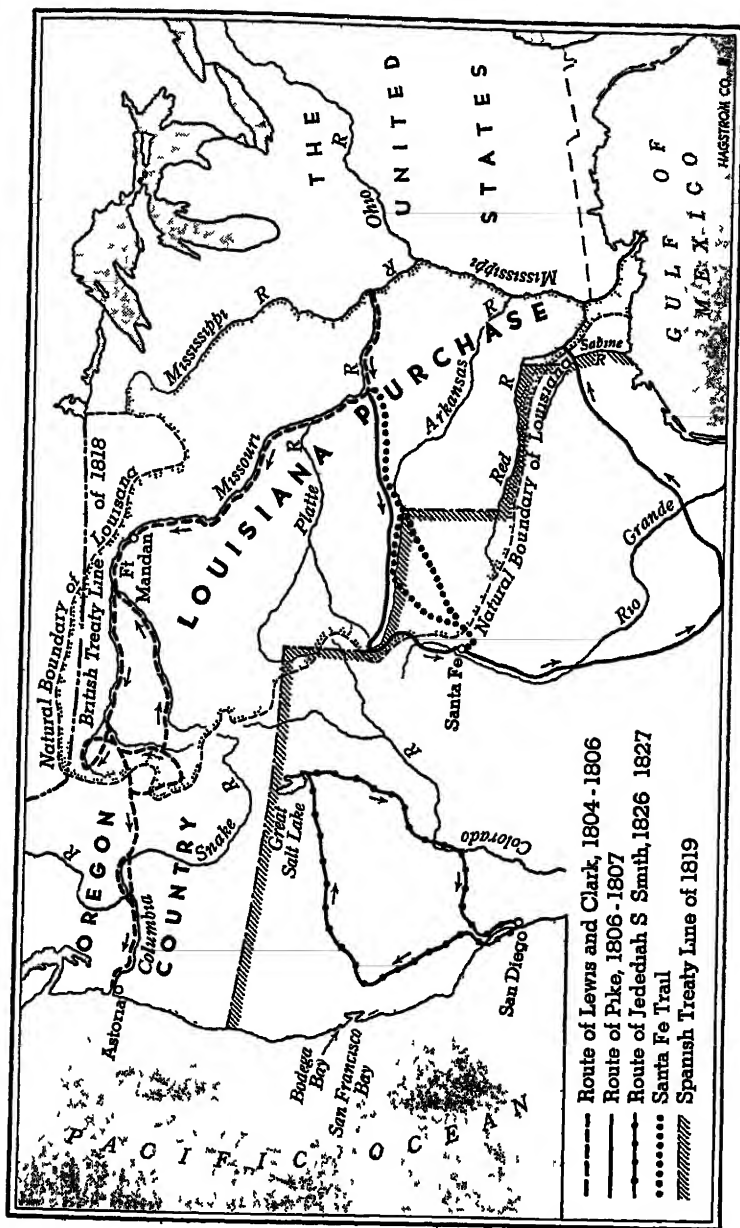 Natural Boundary of Louisana
British Treaty Line of 1818
OREGON
COUNTRY
Columbia
R
Astoria
Snake
R
Ft
Mandan
Missouri
R
Mississippi
R
LOUISIANA PPURCHASE
Platte
R
Ohio
R
R
Mississippi
THE
UNITED
STATES
Arkansas
R
Red
R
Sabine
R
Natural Boundary of Louisiana
Great
Salt Lake
Colorado
R
Santa Fe
Rio
Grande
Bodega
Bay
San Francisco
Bay
San Diego
PACIFIC OCEAN
GULF OF
MEXICO
HAGSTROM CO.
Route of Lewis and Clark, 1804-1806
Route of Pike, 1806-1807
Route of Jedediah S Smith, 1826 1827
Santa Fe Trail
Spanish Treaty Line of 1819